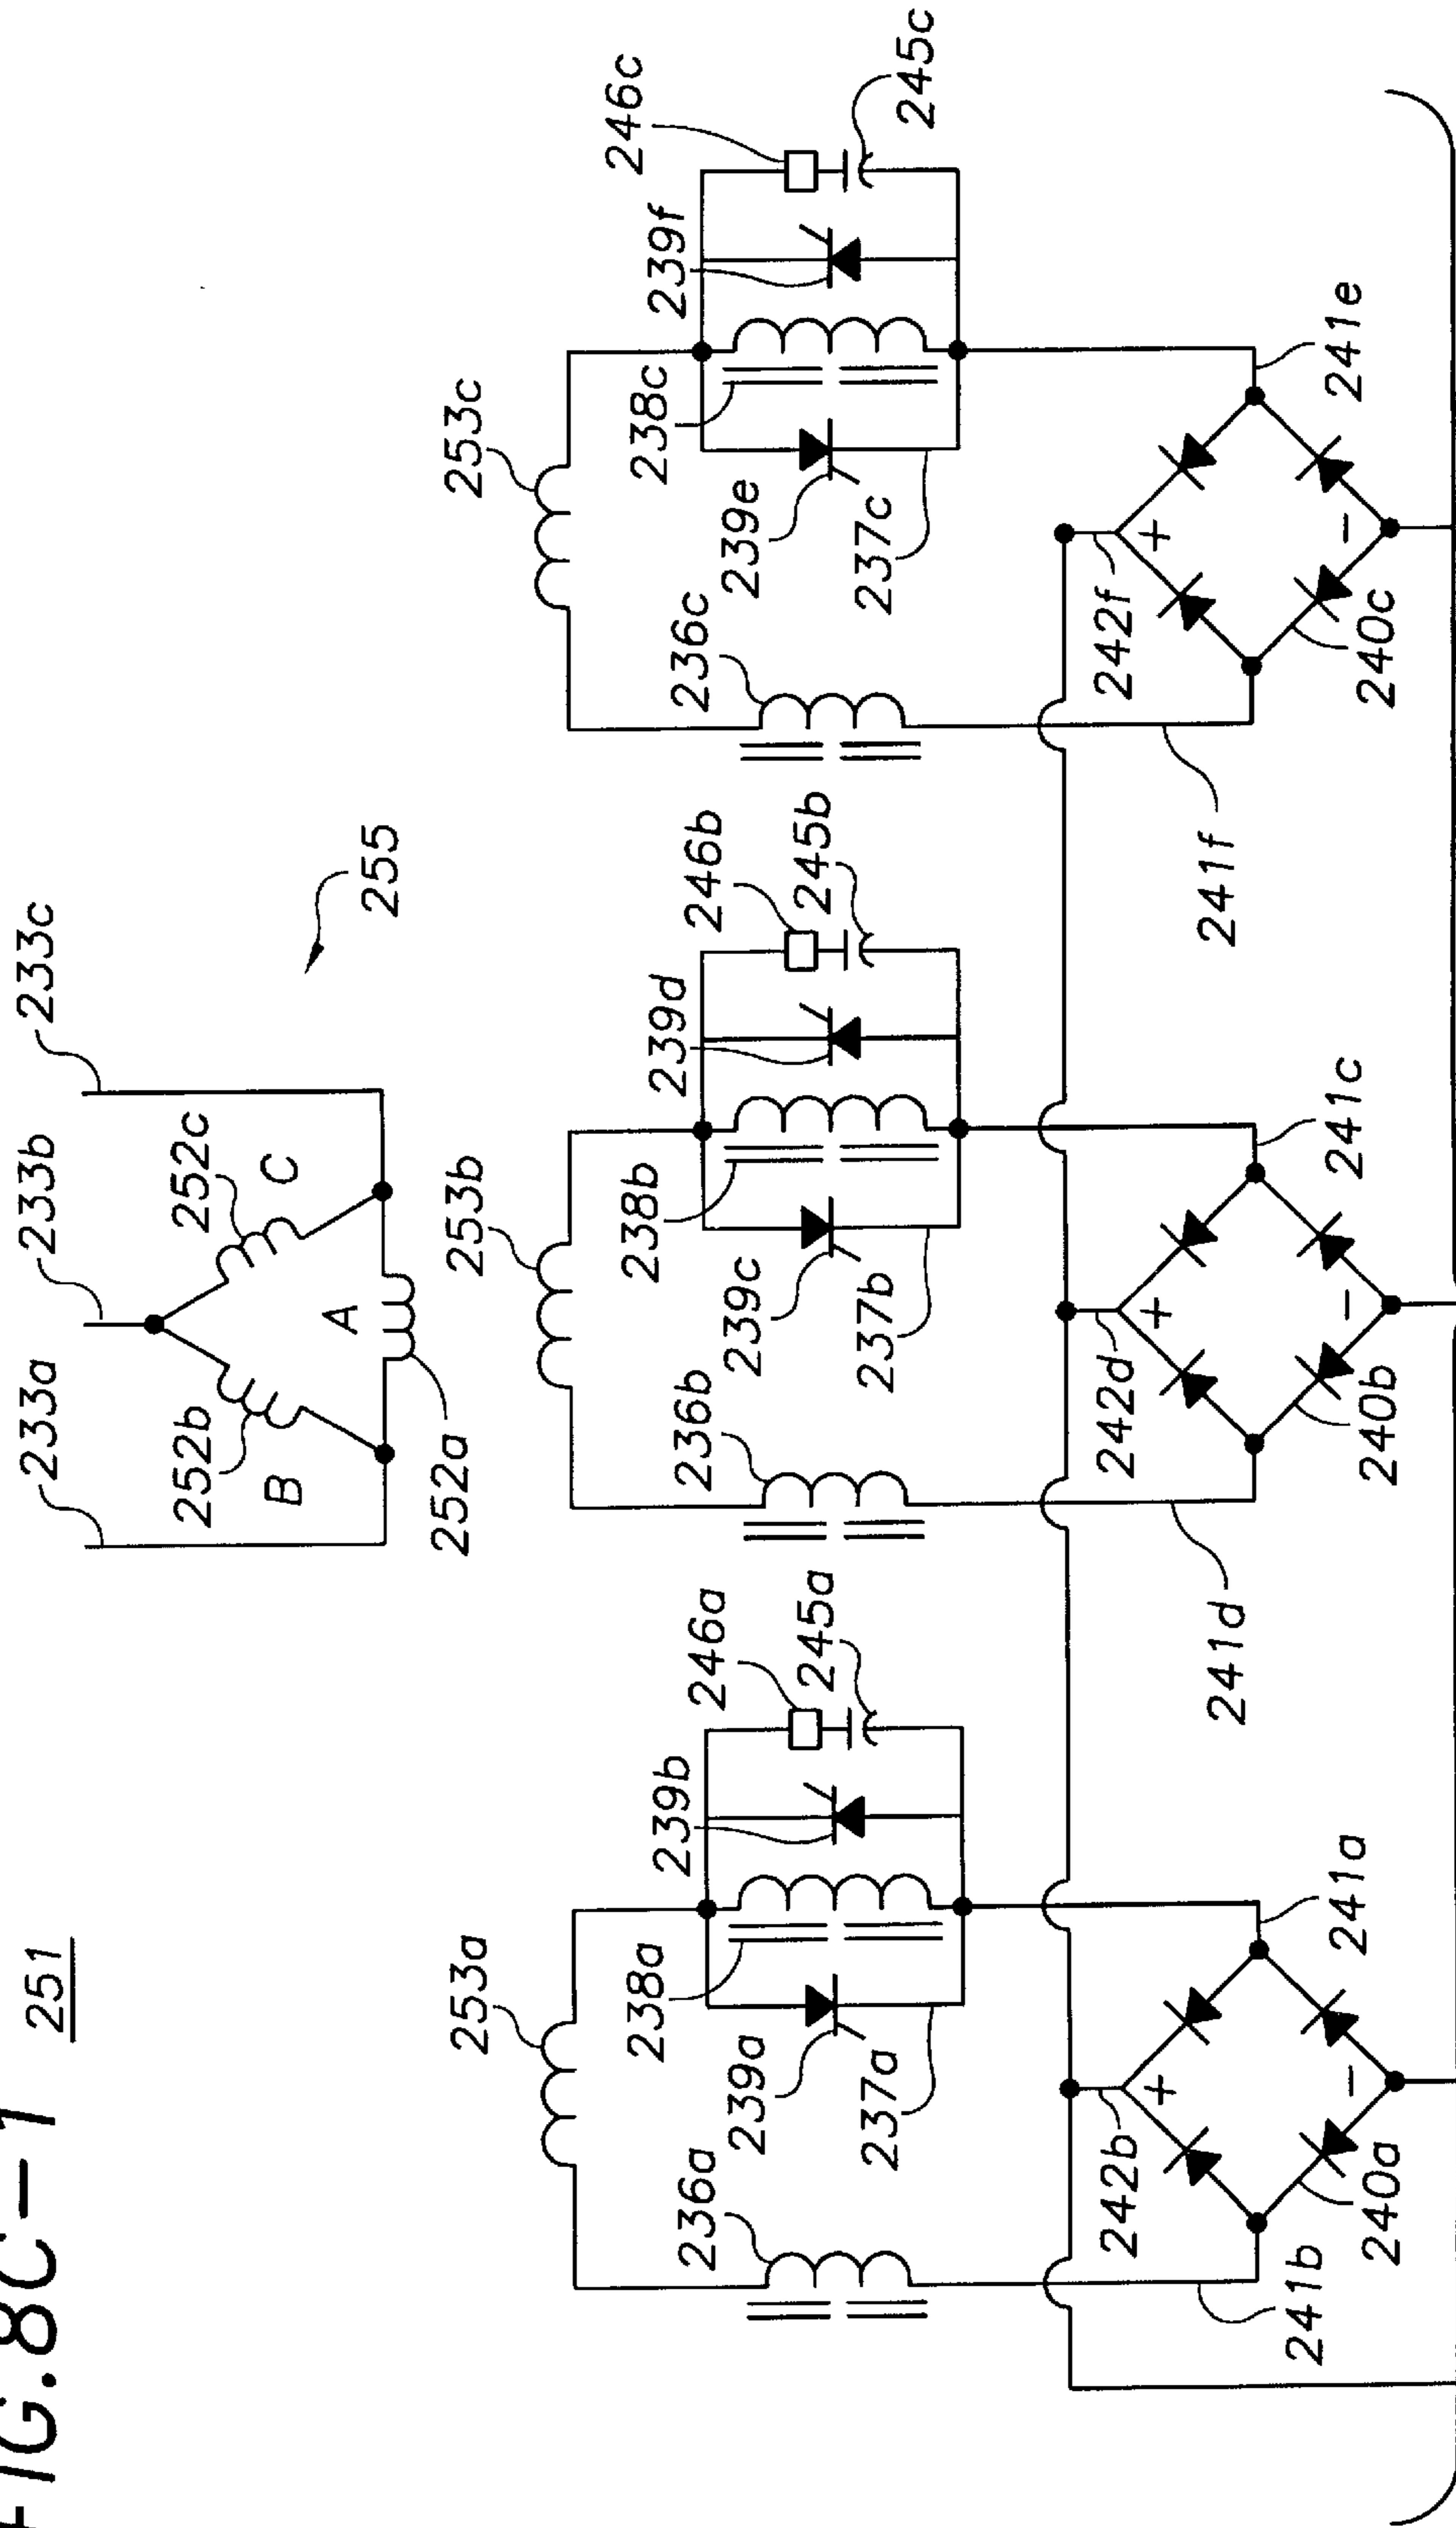 FIG.8C-1 251
233a 233b 233c
252b 252c
B A C
252a
255
253a 253b 253c
236a 238a 239b 246a
239a 245a
237a
236b 238b 239d 246b
239c 245b
237b
236c 238c 239f 246c
239e 245c
237c
242b 242d 242f
+ + +
- - -
241b 240a 241a
241d 240b 241c
241f 240c 241e